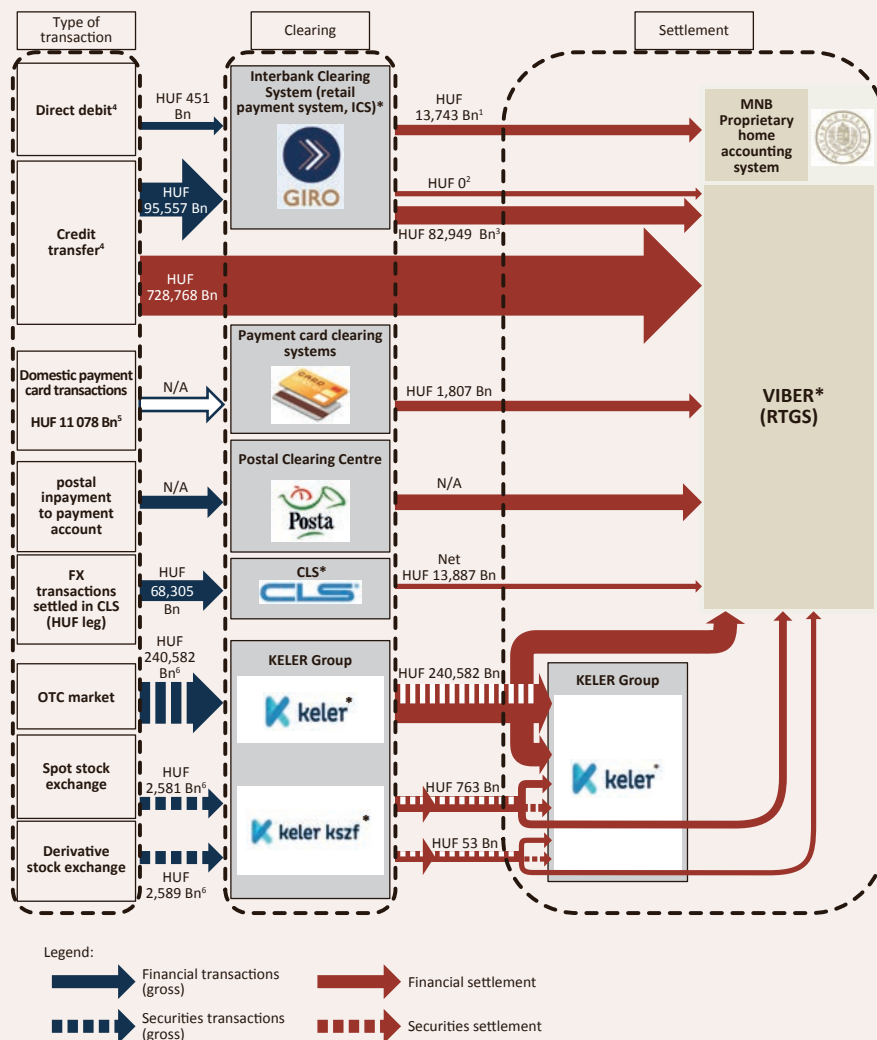 Type of
transaction
Clearing
Settlement
Direct debit⁴
HUF 451
Bn
Interbank Clearing
System (retail
payment system, ICS)*
GIRO
HUF
13,743 Bn¹
MNB
Proprietary
home
accounting
system
HUF 0²
HUF
95,557 Bn
HUF 82,949 Bn³
Credit
transfer⁴
HUF
728,768 Bn
VIBER*
(RTGS)
Domestic payment
card transactions
HUF 11 078 Bn⁵
N/A
Payment card clearing
systems
CARD
HUF 1,807 Bn
postal
inpayment
to payment
account
N/A
Postal Clearing Centre
Posta
N/A
FX
transactions
settled in CLS
(HUF leg)
HUF
68,305
Bn
CLS*
CLS
Net
HUF 13,887 Bn
OTC market
HUF
240,582
Bn⁶
KELER Group
keler*
HUF 240,582 Bn
KELER Group
keler*
Spot stock
exchange
HUF
2,581 Bn⁶
keler kszf*
HUF 763 Bn
Derivative
stock exchange
HUF
2,589 Bn⁶
HUF 53 Bn
Legend:
Financial transactions
(gross)
Financial settlement
Securities transactions
(gross)
Securities settlement